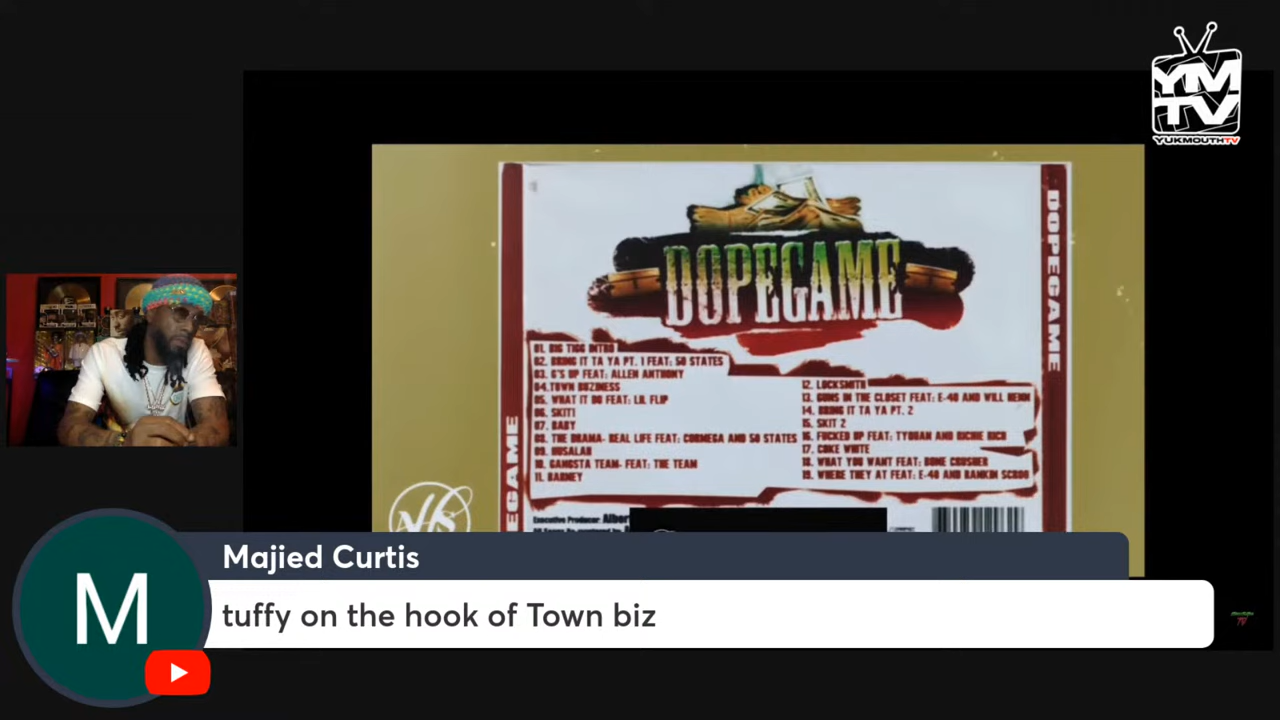 YM
TV
YUKMOUTHTV
DOPEGAME
DOPEGAME
01. BIG TIGG INTRO
02. BRING IT TA YA PT. 1 FEAT: 50 STATES
03. G'S UP FEAT: ALLEN ANTHONY
04. TOWN BUZINESS
05. WHAT IT DO FEAT: LIL FLIP
06. SKIT!
07. BABY
08. THE DRAMA- REAL LIFE FEAT: CORMEGA AND 50 STATES
09. HUSALAH
10. GANGSTA TEAM- FEAT: THE TEAM
11. BARNEY
12. LOCKSMITH
13. GUNS IN THE CLOSET FEAT: E-40 AND WILL HENN
14. BRING IT TA YA PT. 2
15. SKIT 2
16. FUCKED UP FEAT: TYDUAN AND RICHIE RICH
17. COKE WHITE
18. WHAT YOU WANT FEAT: BONE CRUSHER
19. WHERE THEY AT FEAT: E-40 AND RANKIN SCROO
Executive Producer: Alber
Majied Curtis
M
tuffy on the hook of Town biz